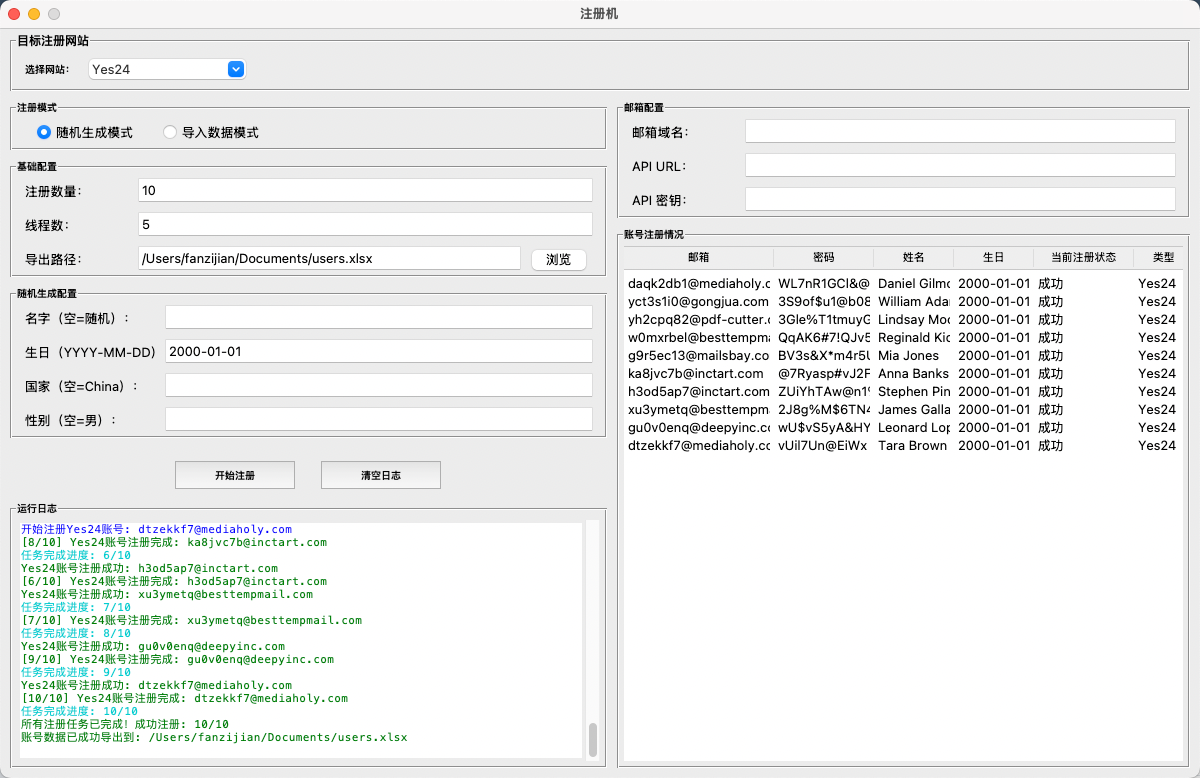 注册机
目标注册网站
选择网站: Yes24
注册模式
随机生成模式 导入数据模式
基础配置
注册数量: 10
线程数: 5
导出路径: /Users/fanzijian/Documents/users.xlsx 浏览
随机生成配置
名字（空=随机）:
生日（YYYY-MM-DD） 2000-01-01
国家（空=China）:
性别（空=男）:
开始注册 清空日志
运行日志
开始注册Yes24账号: dtzekkf7@mediaholy.com
[8/10] Yes24账号注册完成: ka8jvc7b@inctart.com
任务完成进度: 6/10
Yes24账号注册成功: h3od5ap7@inctart.com
[6/10] Yes24账号注册完成: h3od5ap7@inctart.com
Yes24账号注册成功: xu3ymetq@besttempmail.com
任务完成进度: 7/10
[7/10] Yes24账号注册完成: xu3ymetq@besttempmail.com
任务完成进度: 8/10
Yes24账号注册成功: gu0v0enq@deepyinc.com
[9/10] Yes24账号注册完成: gu0v0enq@deepyinc.com
任务完成进度: 9/10
Yes24账号注册成功: dtzekkf7@mediaholy.com
[10/10] Yes24账号注册完成: dtzekkf7@mediaholy.com
任务完成进度: 10/10
所有注册任务已完成! 成功注册: 10/10
账号数据已成功导出到: /Users/fanzijian/Documents/users.xlsx
邮箱配置
邮箱域名:
API URL:
API 密钥:
账号注册情况
邮箱 密码 姓名 生日 当前注册状态 类型
daqk2db1@mediaholy.c WL7nR1GCl&@ Daniel Gilmo 2000-01-01 成功 Yes24
yct3s1i0@gongjua.com 3S9of$u1@b08 William Ada 2000-01-01 成功 Yes24
yh2cpq82@pdf-cutter.c 3Gle%T1tmuyG Lindsay Moo 2000-01-01 成功 Yes24
w0mxrbel@besttempma QqAK6#7!QJv5 Reginald Kic 2000-01-01 成功 Yes24
g9r5ec13@mailsbay.co BV3s&X*m4r5U Mia Jones 2000-01-01 成功 Yes24
ka8jvc7b@inctart.com @7Ryasp#vJ2F Anna Banks 2000-01-01 成功 Yes24
h3od5ap7@inctart.com ZUiYhTAw@n1% Stephen Pin 2000-01-01 成功 Yes24
xu3ymetq@besttempma 2J8g%M$6TN4 James Galla 2000-01-01 成功 Yes24
gu0v0enq@deepyinc.c wU$vS5yA&HY Leonard Lop 2000-01-01 成功 Yes24
dtzekkf7@mediaholy.co vUil7Un@EiWx Tara Brown 2000-01-01 成功 Yes24